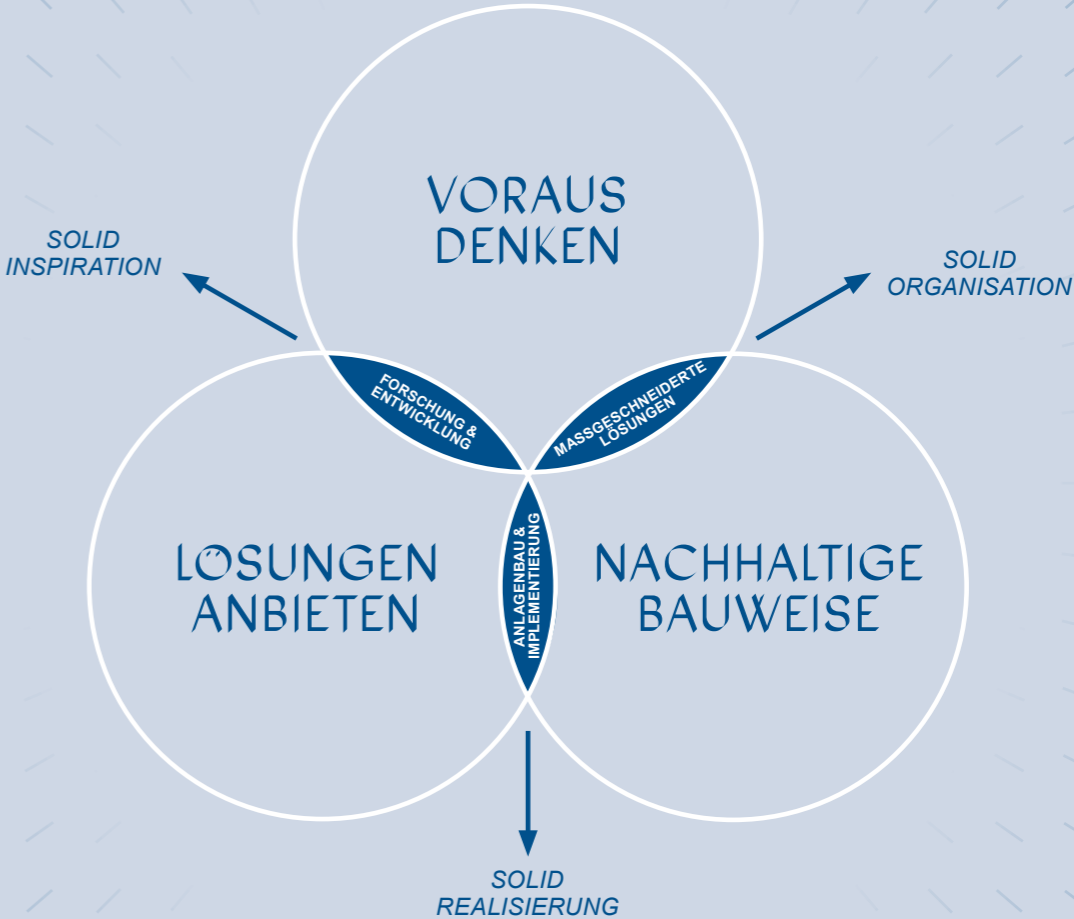 VORAUS
DENKEN
SOLID
INSPIRATION
SOLID
ORGANISATION
FORSCHUNG &
ENTWICKLUNG
MASSGESCHNEIDERTE
LÖSUNGEN
LÖSUNGEN
ANBIETEN
ANLAGENBAU &
IMPLEMENTIERUNG
NACHHALTIGE
BAUWEISE
SOLID
REALISIERUNG